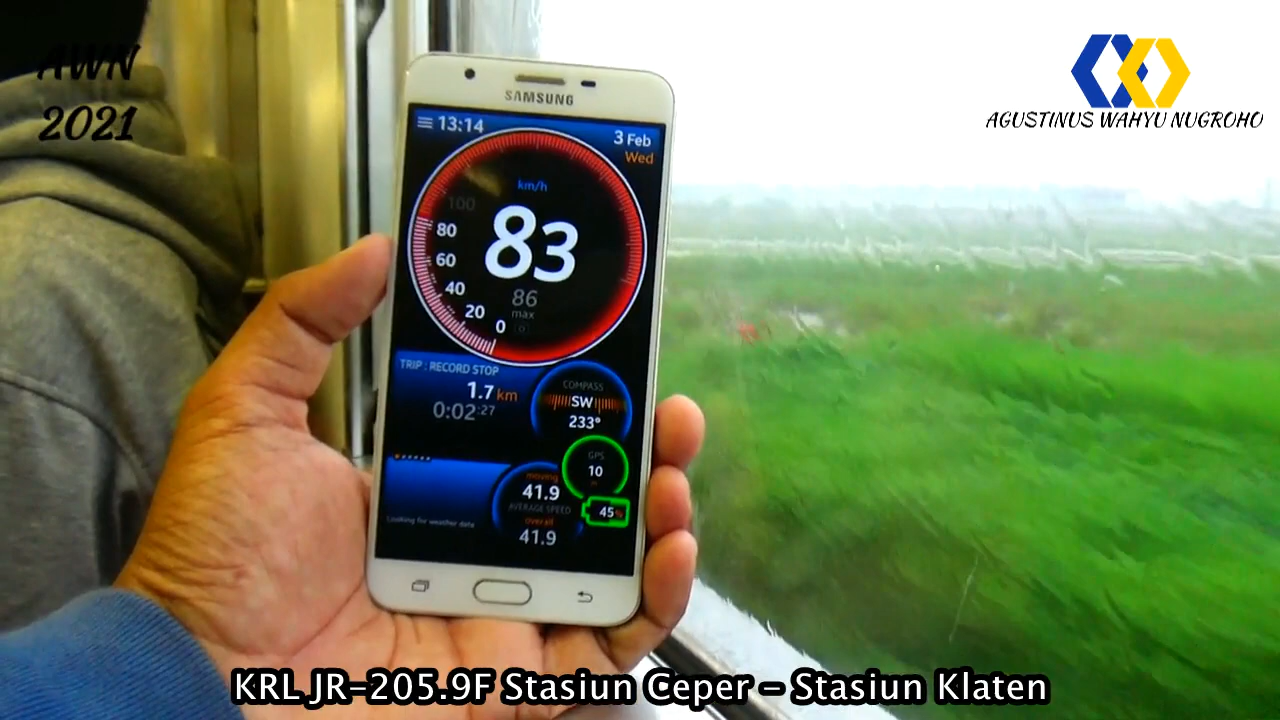 AWN
2021
AGUSTINUS WAHYU NUGROHO
SAMSUNG
13:14
3 Feb
Wed
km/h
100
80
60
40
20
0
83
86
max
TRIP : RECORD STOP
1.7 km
0:02:27
COMPASS
SW
233°
GPS
10
m
moving
41.9
AVERAGE SPEED
overall
41.9
45%
Looking for weather data
KRL JR-205.9F Stasiun Ceper - Stasiun Klaten